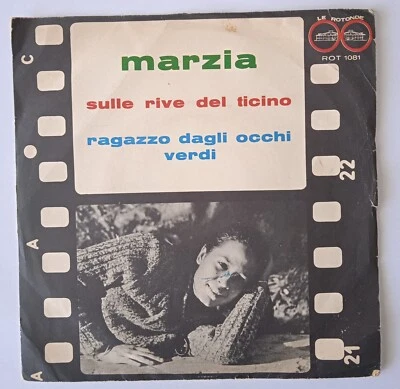 LE ROTONDE
ROT 1081
marzia
sulle rive del ticino
ragazzo dagli occhi
verdi
C
A
A
22
21